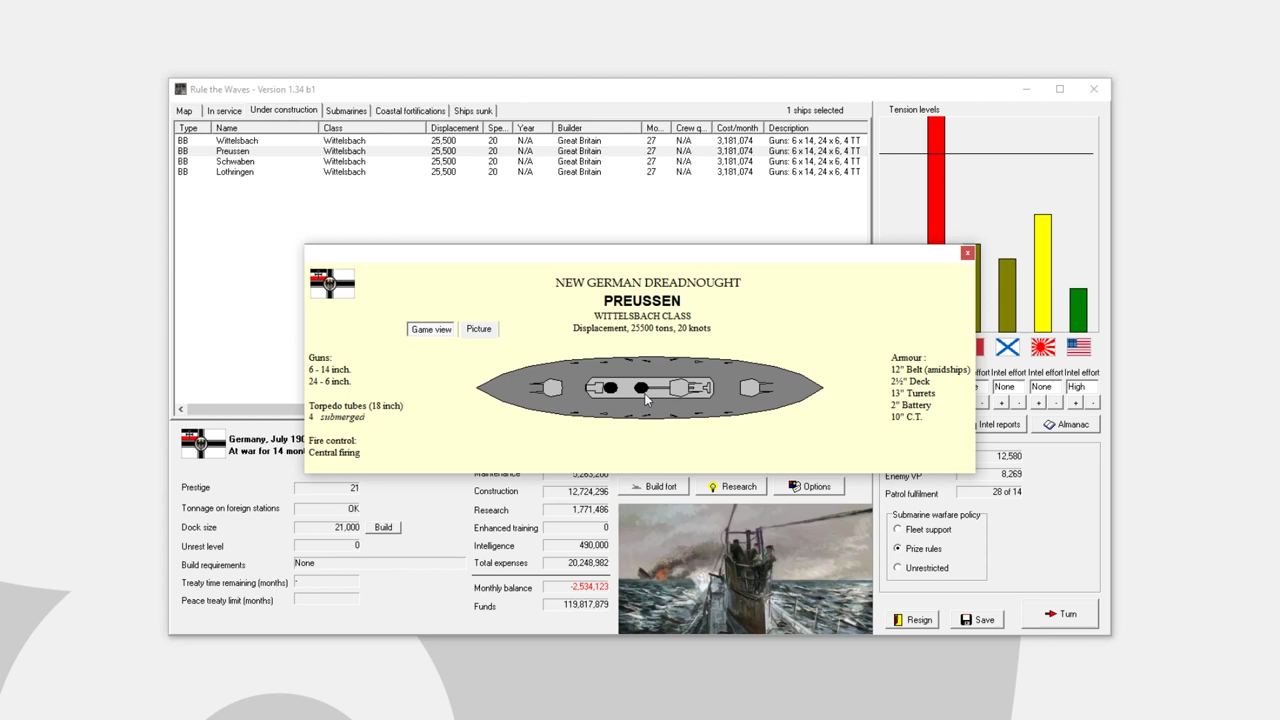 Rule the Waves - Version 1.34 b1
Map In service Under construction Submarines Coastal fortifications Ships sunk 1 ships selected
Type Name Class Displacement Spe... Year Builder Mo... Crew q... Cost/month Description
BB Wittelsbach Wittelsbach 25,500 20 N/A Great Britain 27 N/A 3,181,074 Guns: 6 x 14, 24 x 6, 4 TT
BB Preussen Wittelsbach 25,500 20 N/A Great Britain 27 N/A 3,181,074 Guns: 6 x 14, 24 x 6, 4 TT
BB Schwaben Wittelsbach 25,500 20 N/A Great Britain 27 N/A 3,181,074 Guns: 6 x 14, 24 x 6, 4 TT
BB Lothringen Wittelsbach 25,500 20 N/A Great Britain 27 N/A 3,181,074 Guns: 6 x 14, 24 x 6, 4 TT
Tension levels
NEW GERMAN DREADNOUGHT
PREUSSEN
WITTELSBACH CLASS
Displacement, 25500 tons, 20 knots
Game view Picture
Guns:
6 - 14 inch.
24 - 6 inch.
Torpedo tubes (18 inch)
4 submerged
Fire control:
Central firing
Armour :
12" Belt (amidships)
2½" Deck
13" Turrets
2" Battery
10" C.T.
effort Intel effort Intel effort Intel effort
None None High
- + - + - + -
Intel reports Almanac
Germany, July 190
At war for 14 mon
Prestige 21
Tonnage on foreign stations OK
Dock size 21,000 Build
Unrest level 0
Build requirements None
Treaty time remaining (months) -
Peace treaty limit (months)
Maintenance 5,263,200
Construction 12,724,296
Research 1,771,486
Enhanced training 0
Intelligence 490,000
Total expenses 20,248,982
Monthly balance -2,534,123
Funds 119,817,879
Build fort Research Options
12,580
Enemy VP 8,269
Patrol fulfilment 28 of 14
Submarine warfare policy
Fleet support
Prize rules
Unrestricted
Resign Save Turn